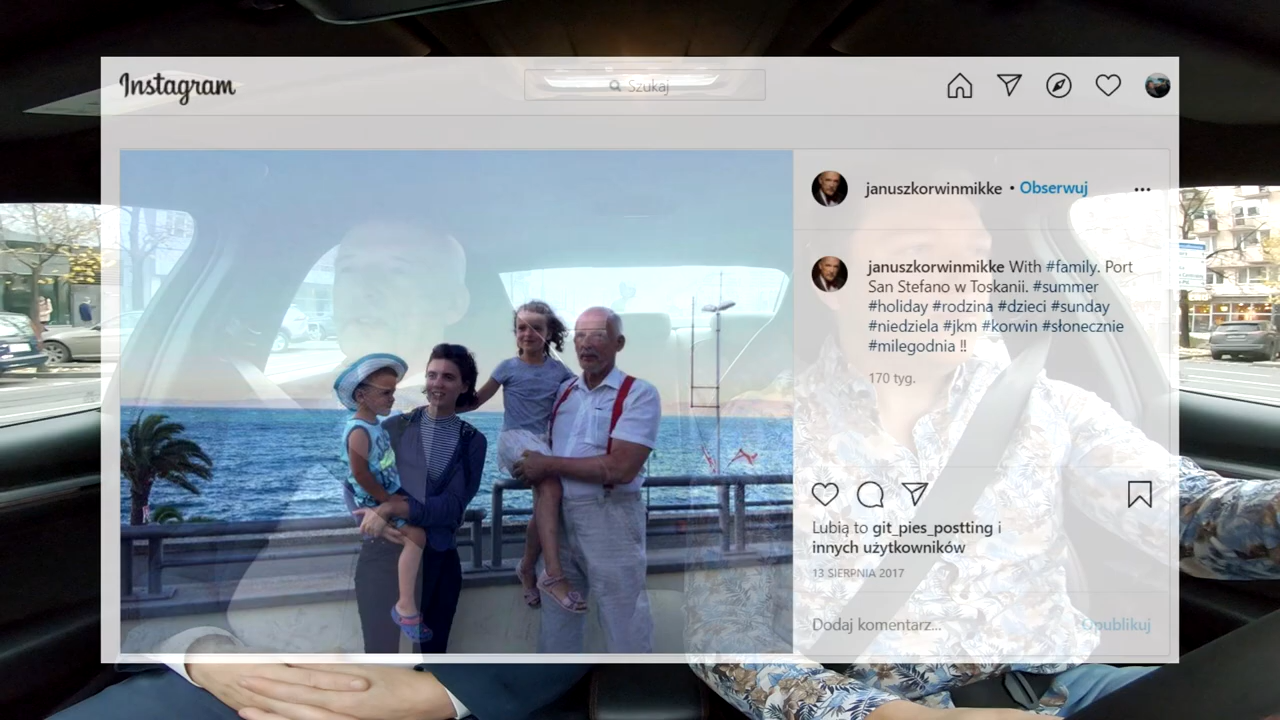 Instagram
Szukaj
januszkorwinmikke • Obserwuj
januszkorwinmikke With #family. Port
San Stefano w Toskanii. #summer
#holiday #rodzina #dzieci #sunday
#niedziela #jkm #korwin #słonecznie
#milegodnia !!
170 tyg.
Lubią to git_pies_postting i
innych użytkowników
13 SIERPNIA 2017
Dodaj komentarz...
Opublikuj